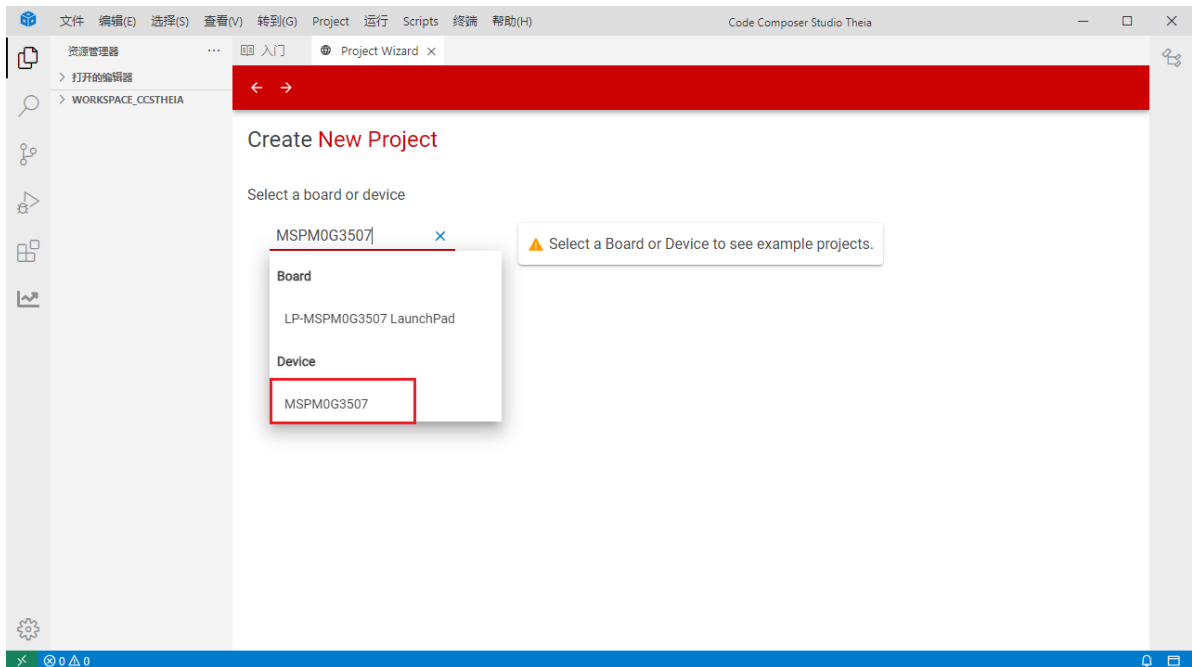 文件 编辑(E) 选择(S) 查看(V) 转到(G) Project 运行 Scripts 终端 帮助(H) Code Composer Studio Theia
资源管理器 ... 入门 Project Wizard
打开的编辑器
WORKSPACE_CCSTHEIA
Create New Project
Select a board or device
MSPM0G3507
Select a Board or Device to see example projects.
Board
LP-MSPM0G3507 LaunchPad
Device
MSPM0G3507
0 0